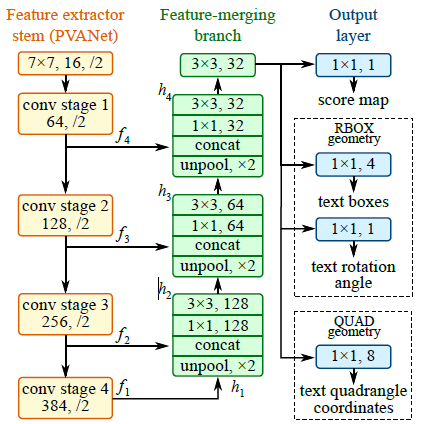 Feature extractor
stem (PVANet)
7×7, 16, /2
conv stage 1
64, /2
f4
conv stage 2
128, /2
f3
conv stage 3
256, /2
f2
conv stage 4
384, /2
f1
Feature-merging
branch
3×3, 32
h4
3×3, 32
1×1, 32
concat
unpool, ×2
h3
3×3, 64
1×1, 64
concat
unpool, ×2
h2
3×3, 128
1×1, 128
concat
unpool, ×2
h1
Output
layer
1×1, 1
score map
RBOX
geometry
1×1, 4
text boxes
1×1, 1
text rotation
angle
QUAD
geometry
1×1, 8
text quadrangle
coordinates